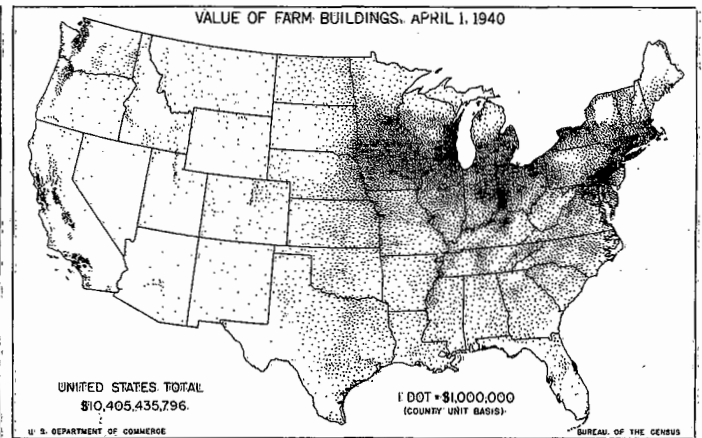 VALUE OF FARM BUILDINGS, APRIL 1, 1940
UNITED STATES TOTAL
$10,405,435,796.
1 DOT = $1,000,000
(COUNTY UNIT BASIS)
U. S. DEPARTMENT OF COMMERCE
BUREAU OF THE CENSUS